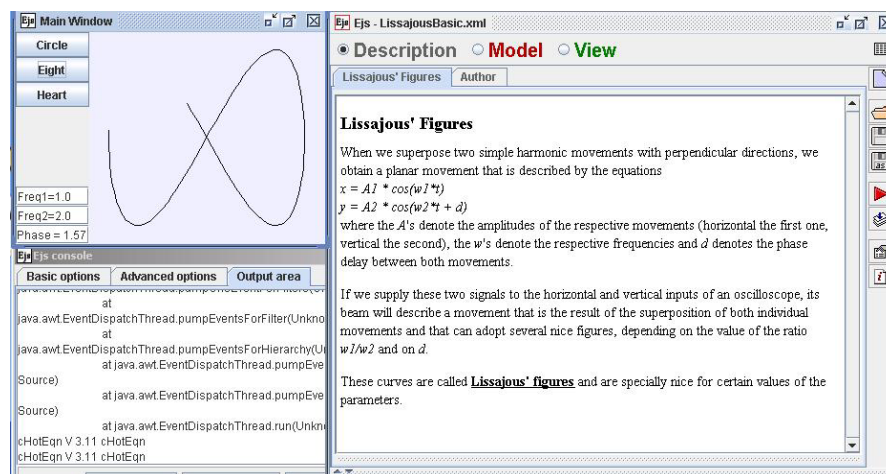 Ejs Main Window
Circle
Eight
Heart
Freq1=1.0
Freq2=2.0
Phase = 1.57
Ejs Ejs console
Basic options Advanced options Output area
at
java.awt.EventDispatchThread.pumpEventsForFilter(Unkno
at
java.awt.EventDispatchThread.pumpEventsForHierarchy(Un
at java.awt.EventDispatchThread.pumpEve
Source)
at java.awt.EventDispatchThread.pumpEve
Source)
at java.awt.EventDispatchThread.run(Unkno
cHotEqn V 3.11 cHotEqn
cHotEqn V 3.11 cHotEqn
Ejs Ejs - LissajousBasic.xml
Description Model View
Lissajous' Figures Author
Lissajous' Figures
When we superpose two simple harmonic movements with perpendicular directions, we
obtain a planar movement that is described by the equations
x = A1 * cos(w1*t)
y = A2 * cos(w2*t + d)
where the A's denote the amplitudes of the respective movements (horizontal the first one,
vertical the second), the w's denote the respective frequencies and d denotes the phase
delay between both movements.
If we supply these two signals to the horizontal and vertical inputs of an oscilloscope, its
beam will describe a movement that is the result of the superposition of both individual
movements and that can adopt several nice figures, depending on the value of the ratio
w1/w2 and on d.
These curves are called Lissajous' figures and are specially nice for certain values of the
parameters.
as